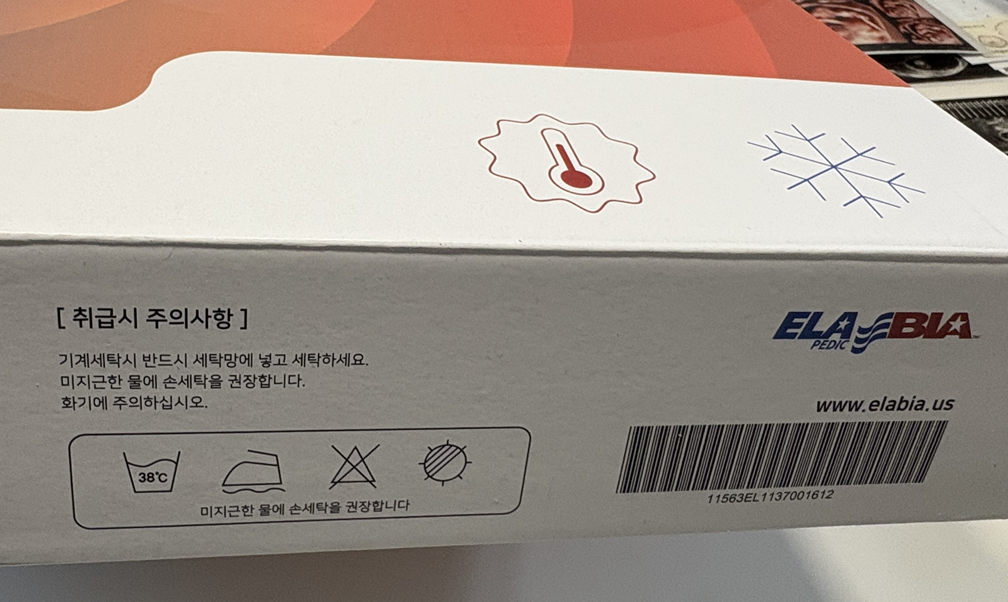 [ 취급시 주의사항 ]
기계세탁시 반드시 세탁망에 넣고 세탁하세요.
미지근한 물에 손세탁을 권장합니다.
화기에 주의하십시오.
38℃
미지근한 물에 손세탁을 권장합니다
ELABIA
PEDIC
www.elabia.us
11563EL1137001612